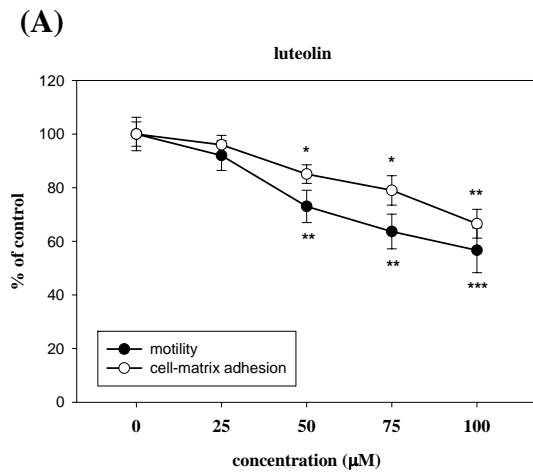 (A)
luteolin
120
100
80
60
40
20
0
% of control
*
*
**
**
**
***
motility
cell-matrix adhesion
0 25 50 75 100
concentration (μM)